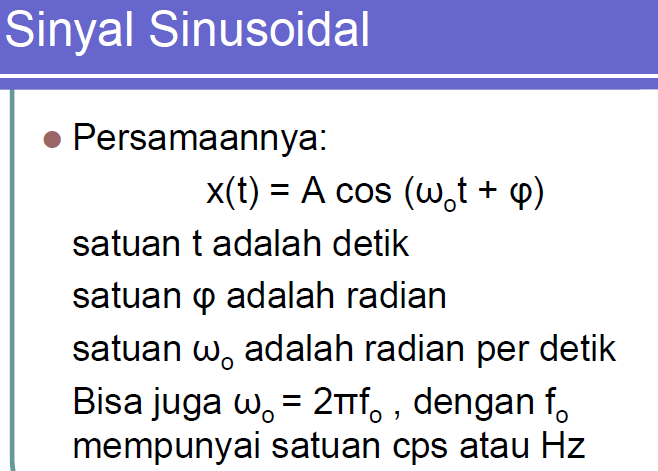 Sinyal Sinusoidal
● Persamaannya:
x(t) = A cos (ωₒt + φ)
satuan t adalah detik
satuan φ adalah radian
satuan ωₒ adalah radian per detik
Bisa juga ωₒ = 2πfₒ , dengan fₒ
mempunyai satuan cps atau Hz